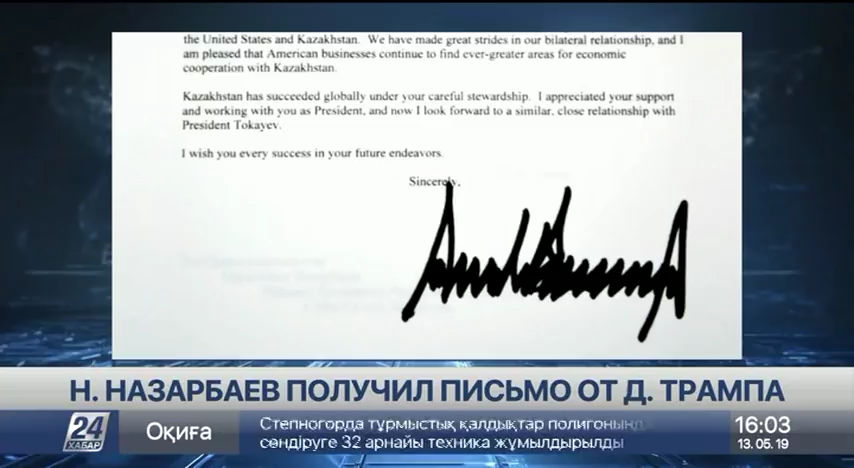 the United States and Kazakhstan. We have made great strides in our bilateral relationship, and I
am pleased that American businesses continue to find ever-greater areas for economic
cooperation with Kazakhstan.
Kazakhstan has succeeded globally under your careful stewardship. I appreciated your support
and working with you as President, and now I look forward to a similar, close relationship with
President Tokayev.
I wish you every success in your future endeavors.
Sincerely,
Н. НАЗАРБАЕВ ПОЛУЧИЛ ПИСЬМО ОТ Д. ТРАМПА
24
ХАБАР
Оқиға
Степногорда тұрмыстық қалдықтар полигонында
сөндіруге 32 арнайы техника жұмылдырылды
16:03
13.05.19